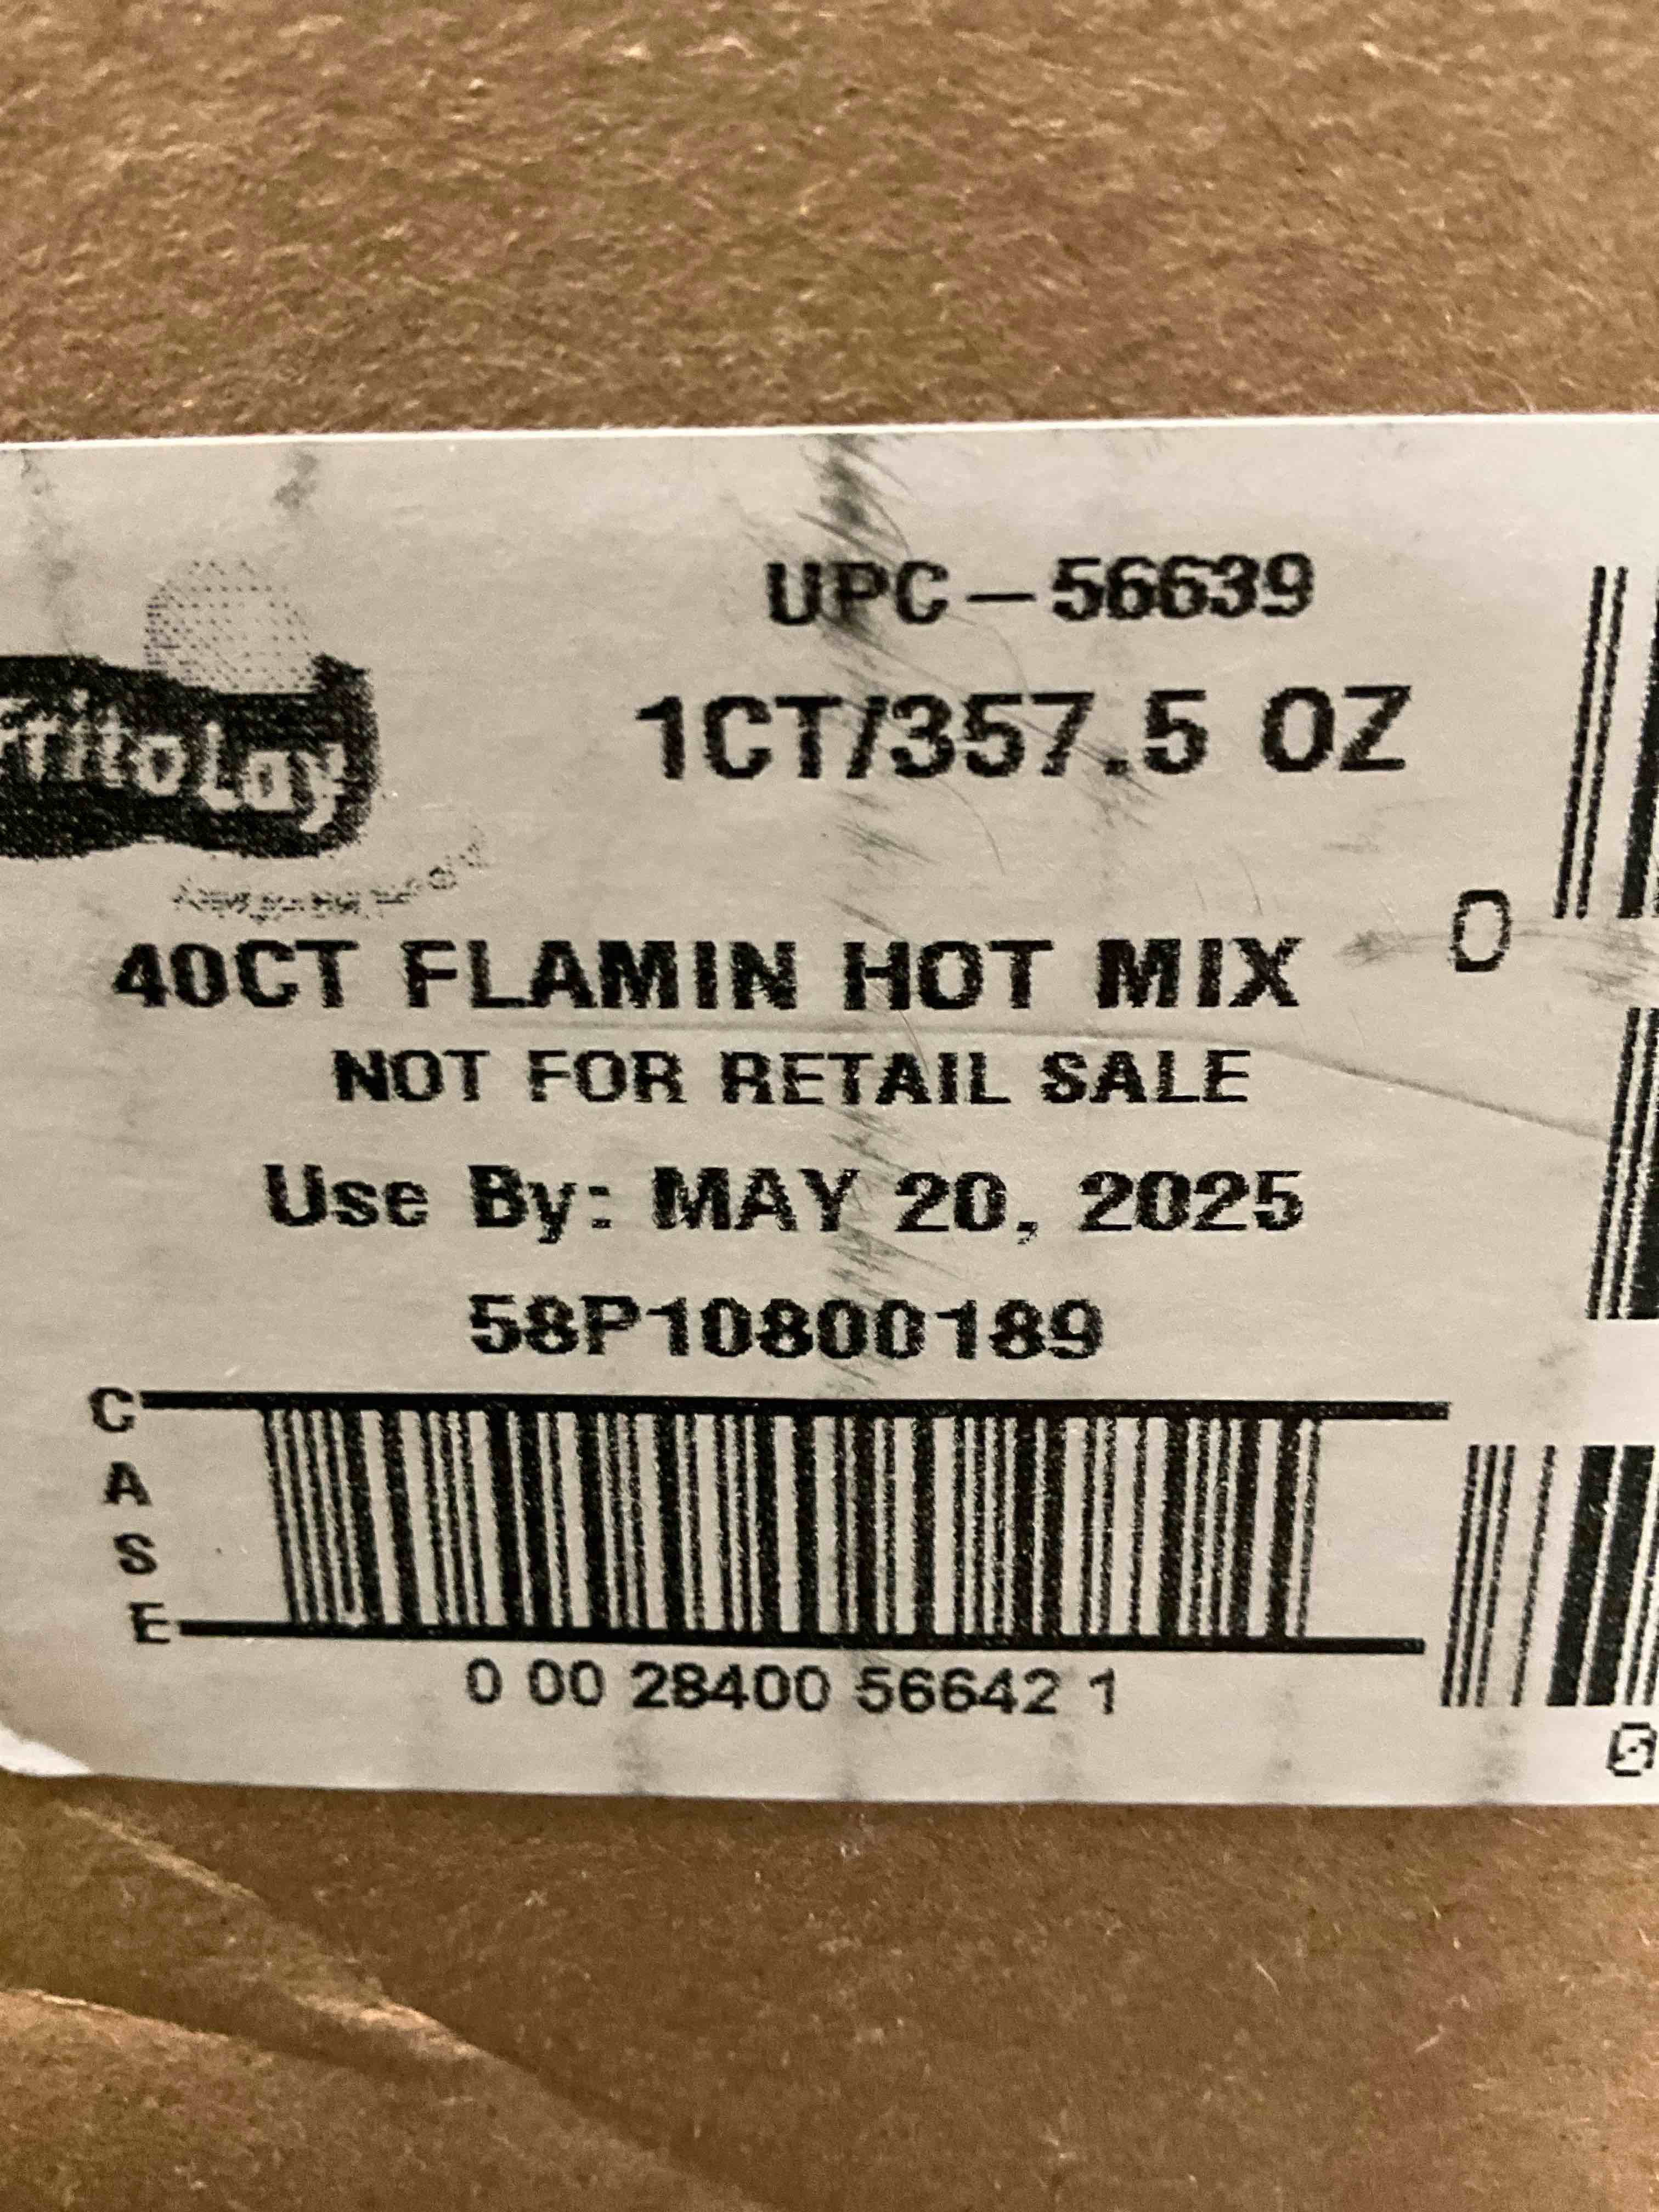 UPC-56639
1CT/357.5 OZ
fritolay
0
40CT FLAMIN HOT MIX
NOT FOR RETAIL SALE
Use By: MAY 20, 2025
58P10800189
CASE
0 00 28400 56642 1